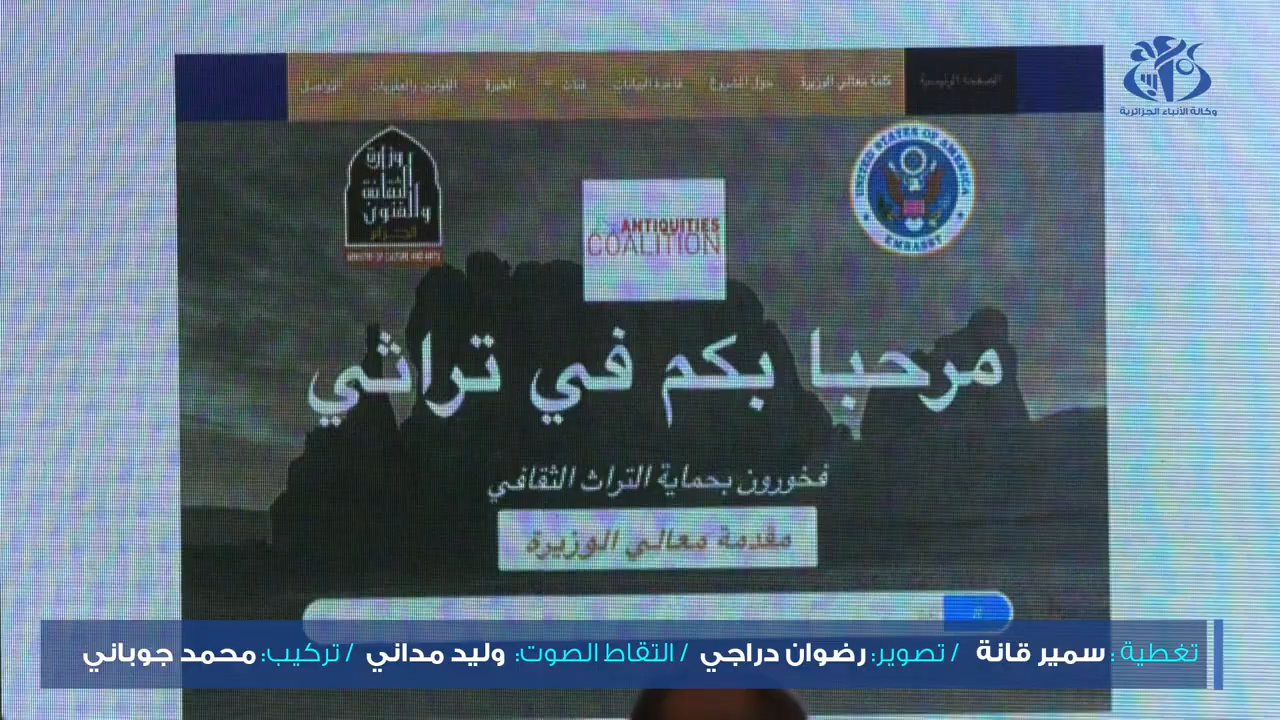 الصفحة الرئيسية كلمة معالي الوزيرة حول المشروع قاعدة البيانات فئات الخبرة القوانين والعقوبات التواصل
وكالة الأنباء الجزائرية
وزارة
الثقافة
والفنون
الجزائر
MINISTRY OF CULTURE AND ARTS
ANTIQUITIES
COALITION
UNITED STATES OF AMERICA
EMBASSY
مرحبا بكم في تراثي
فخورون بحماية التراث الثقافي
مقدمة معالي الوزيرة
تغطية : سمير قانة / تصوير: رضوان دراجي / التقاط الصوت: وليد مداني / تركيب: محمد جوباني